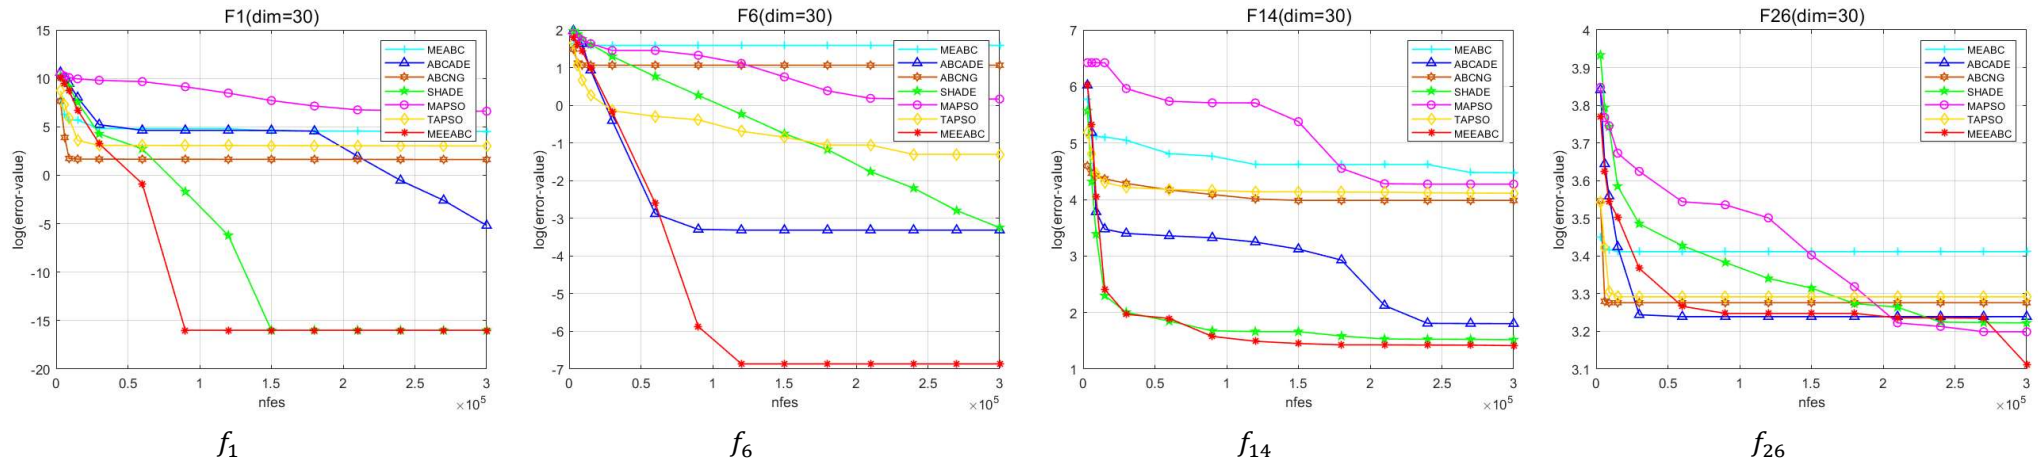 F1(dim=30)
log(error-value)
15
10
5
0
-5
-10
-15
-20
0
0.5
1
1.5
2
2.5
3
nfes
×10^5
MEABC
ABCADE
ABCNG
SHADE
MAPSO
TAPSO
MEEABC
f_1
F6(dim=30)
log(error-value)
2
1
0
-1
-2
-3
-4
-5
-6
-7
0
0.5
1
1.5
2
2.5
3
nfes
×10^5
MEABC
ABCADE
ABCNG
SHADE
MAPSO
TAPSO
MEEABC
f_6
F14(dim=30)
log(error-value)
7
6
5
4
3
2
1
0
0.5
1
1.5
2
2.5
3
nfes
×10^5
MEABC
ABCADE
ABCNG
SHADE
MAPSO
TAPSO
MEEABC
f_14
F26(dim=30)
log(error-value)
4
3.9
3.8
3.7
3.6
3.5
3.4
3.3
3.2
3.1
0
0.5
1
1.5
2
2.5
3
nfes
×10^5
MEABC
ABCADE
ABCNG
SHADE
MAPSO
TAPSO
MEEABC
f_26